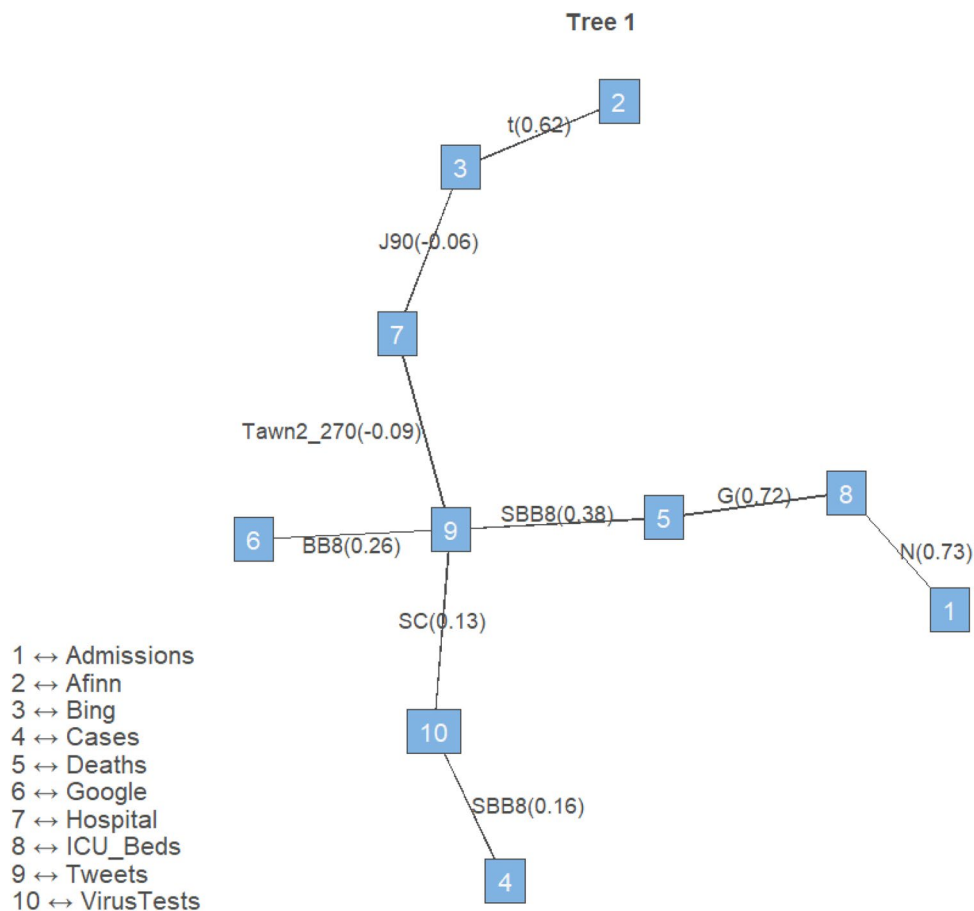 Tree 1
2
t(0.62)
3
J90(-0.06)
7
Tawn2_270(-0.09)
8
G(0.72)
SBB8(0.38)
5
9
6
BB8(0.26)
N(0.73)
1
SC(0.13)
10
SBB8(0.16)
4
1 ↔ Admissions
2 ↔ Afinn
3 ↔ Bing
4 ↔ Cases
5 ↔ Deaths
6 ↔ Google
7 ↔ Hospital
8 ↔ ICU_Beds
9 ↔ Tweets
10 ↔ VirusTests